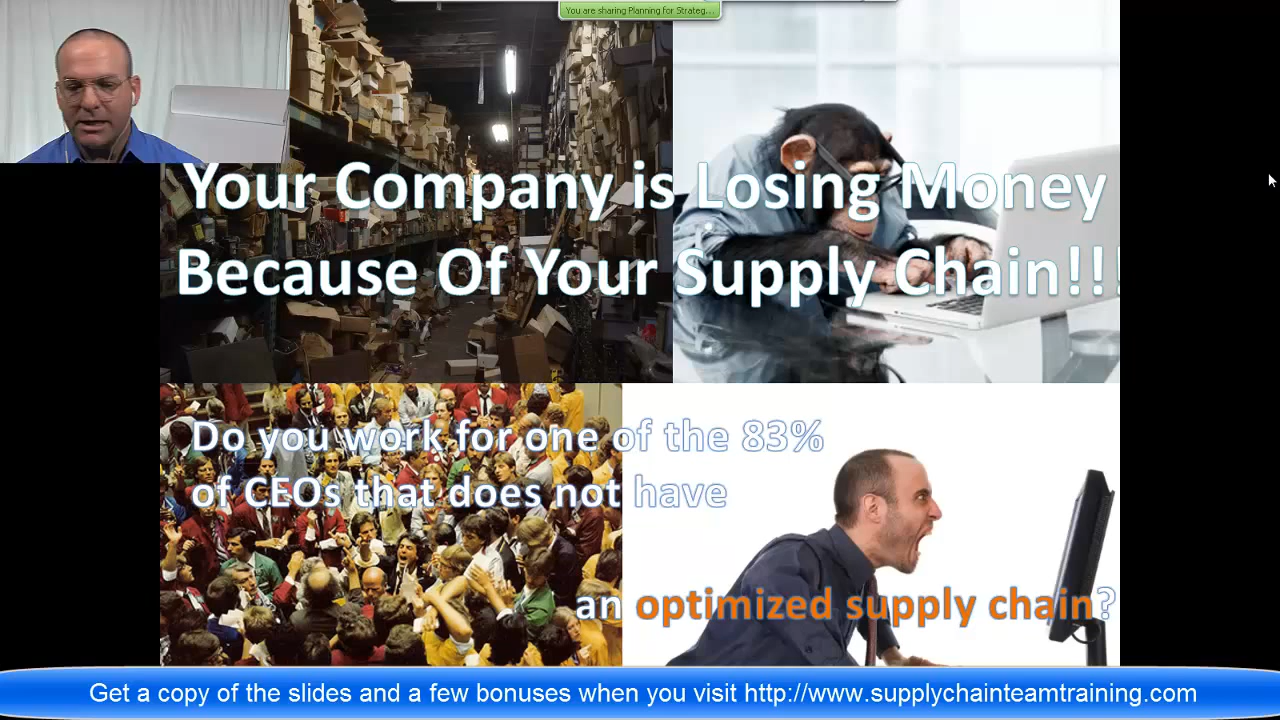 You are sharing Planning for Strateg...
Your Company is Losing Money
Because Of Your Supply Chain!!!
Do you work for one of the 83%
of CEOs that does not have
an optimized supply chain?
Get a copy of the slides and a few bonuses when you visit http://www.supplychainteamtraining.com